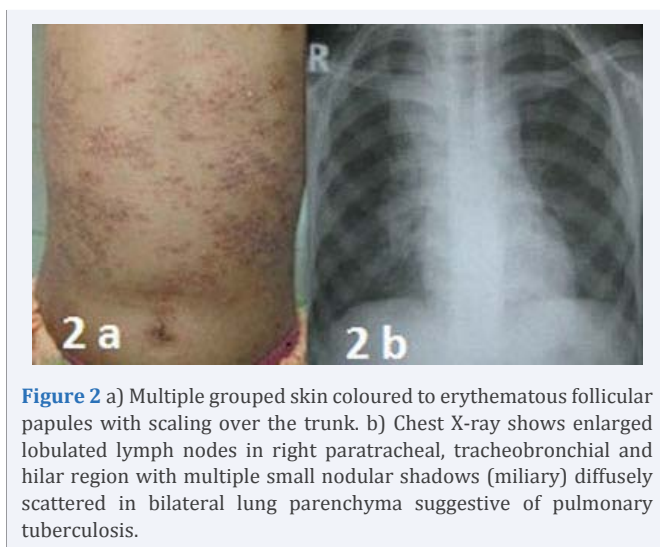 R
2 a
2 b
Figure 2 a) Multiple grouped skin coloured to erythematous follicular
papules with scaling over the trunk. b) Chest X-ray shows enlarged
lobulated lymph nodes in right paratracheal, tracheobronchial and
hilar region with multiple small nodular shadows (miliary) diffusely
scattered in bilateral lung parenchyma suggestive of pulmonary
tuberculosis.